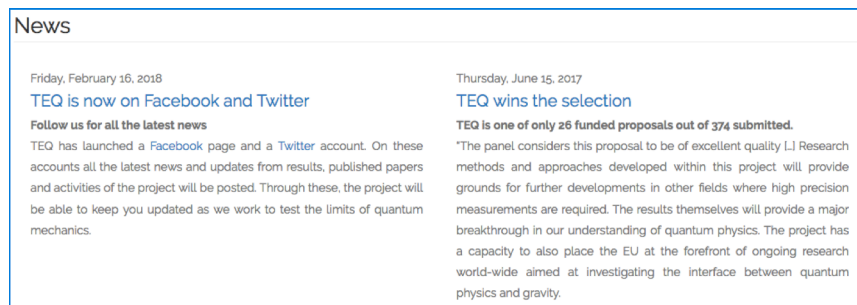 News
Friday, February 16, 2018
TEQ is now on Facebook and Twitter
Follow us for all the latest news
TEQ has launched a Facebook page and a Twitter account. On these
accounts all the latest news and updates from results, published papers
and activities of the project will be posted. Through these, the project will
be able to keep you updated as we work to test the limits of quantum
mechanics.
Thursday, June 15, 2017
TEQ wins the selection
TEQ is one of only 26 funded proposals out of 374 submitted.
"The panel considers this proposal to be of excellent quality [...] Research
methods and approaches developed within this project will provide
grounds for further developments in other fields where high precision
measurements are required. The results themselves will provide a major
breakthrough in our understanding of quantum physics. The project has
a capacity to also place the EU at the forefront of ongoing research
world-wide aimed at investigating the interface between quantum
physics and gravity.